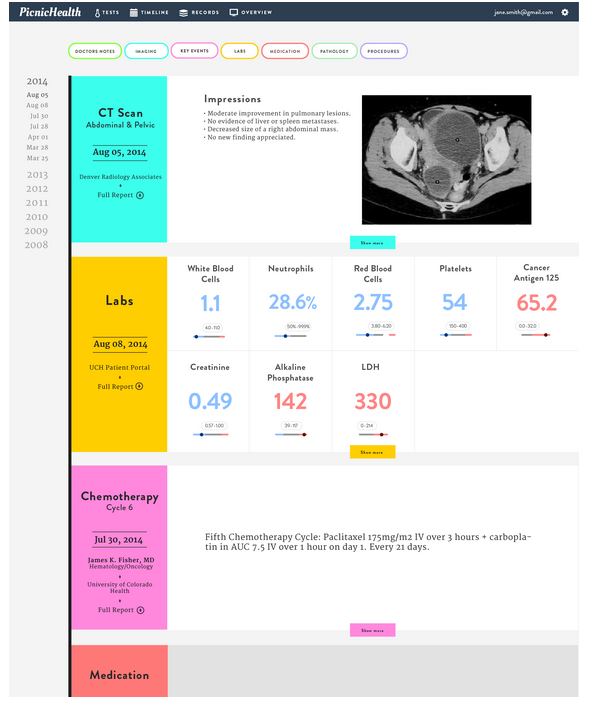 PicnicHealth
TESTS
TIMELINE
RECORDS
OVERVIEW
jane.smith@gmail.com
DOCTORS NOTES
IMAGING
KEY EVENTS
LABS
MEDICATION
PATHOLOGY
PROCEDURES
2014
Aug 05
Aug 08
Jul 30
Jul 28
Apr 01
Mar 28
Mar 25
2013
2012
2011
2010
2009
2008
CT Scan
Abdominal & Pelvic
Aug 05, 2014
Denver Radiology Associates
Full Report
Impressions
• Moderate improvement in pulmonary lesions.
• No evidence of liver or spleen metastases.
• Decreased size of a right abdominal mass.
• No new finding appreciated.
Show more
Labs
Aug 08, 2014
UCH Patient Portal
Full Report
White Blood
Cells
1.1
4.0-11.0
Neutrophils
28.6%
50%-999%
Red Blood
Cells
2.75
3.80-6.20
Platelets
54
150-400
Cancer
Antigen 125
65.2
0.0-32.0
Creatinine
0.49
0.57-1.00
Alkaline
Phosphatase
142
39-117
LDH
330
0-214
Show more
Chemotherapy
Cycle 6
Jul 30, 2014
James K. Fisher, MD
Hematology/Oncology
University of Colorado
Health
Full Report
Fifth Chemotherapy Cycle: Paclitaxel 175mg/m2 IV over 3 hours + carbopla-
tin in AUC 7.5 IV over 1 hour on day 1. Every 21 days.
Show more
Medication